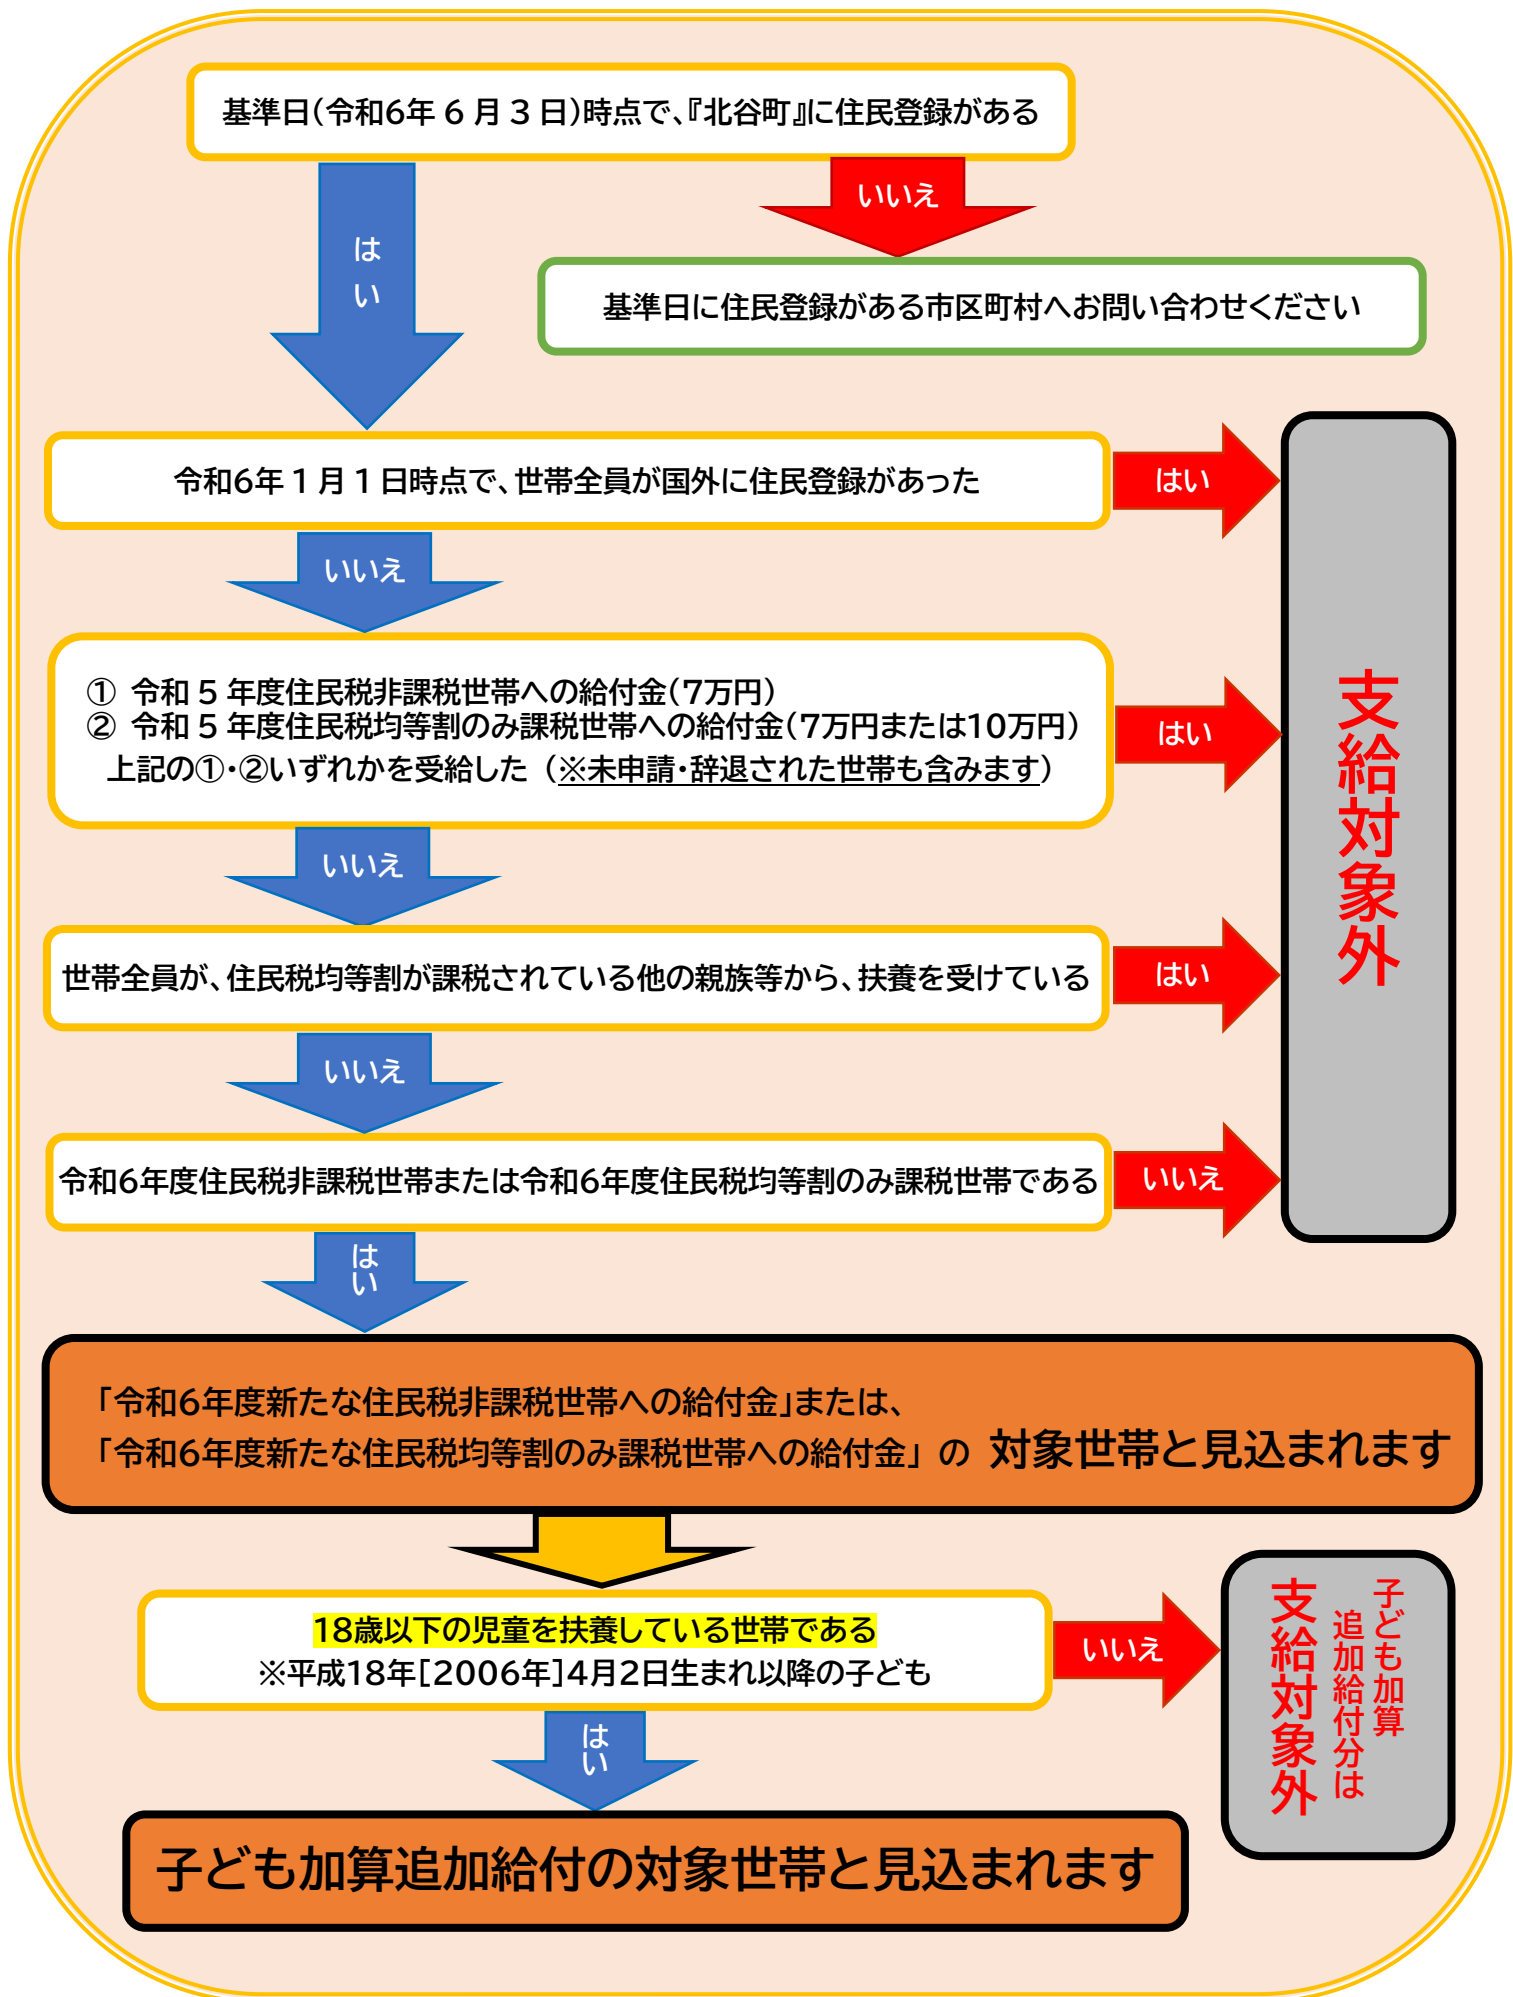 基準日(令和6年6月3日)時点で、『北谷町』に住民登録がある
いいえ
は
い
基準日に住民登録がある市区町村へお問い合わせください
令和6年1月1日時点で、世帯全員が国外に住民登録があった
はい
いいえ
① 令和5年度住民税非課税世帯への給付金(7万円)
② 令和5年度住民税均等割のみ課税世帯への給付金(7万円または10万円)
上記の①・②いずれかを受給した(※未申請・辞退された世帯も含みます)
はい
支給対象外
いいえ
世帯全員が、住民税均等割が課税されている他の親族等から、扶養を受けている
はい
いいえ
令和6年度住民税非課税世帯または令和6年度住民税均等割のみ課税世帯である
いいえ
はい
「令和6年度新たな住民税非課税世帯への給付金」または、
「令和6年度新たな住民税均等割のみ課税世帯への給付金」の 対象世帯と見込まれます
18歳以下の児童を扶養している世帯である
※平成18年[2006年]4月2日生まれ以降の子ども
いいえ
子ども加算
追加給付分は
支給対象外
はい
子ども加算追加給付の対象世帯と見込まれます